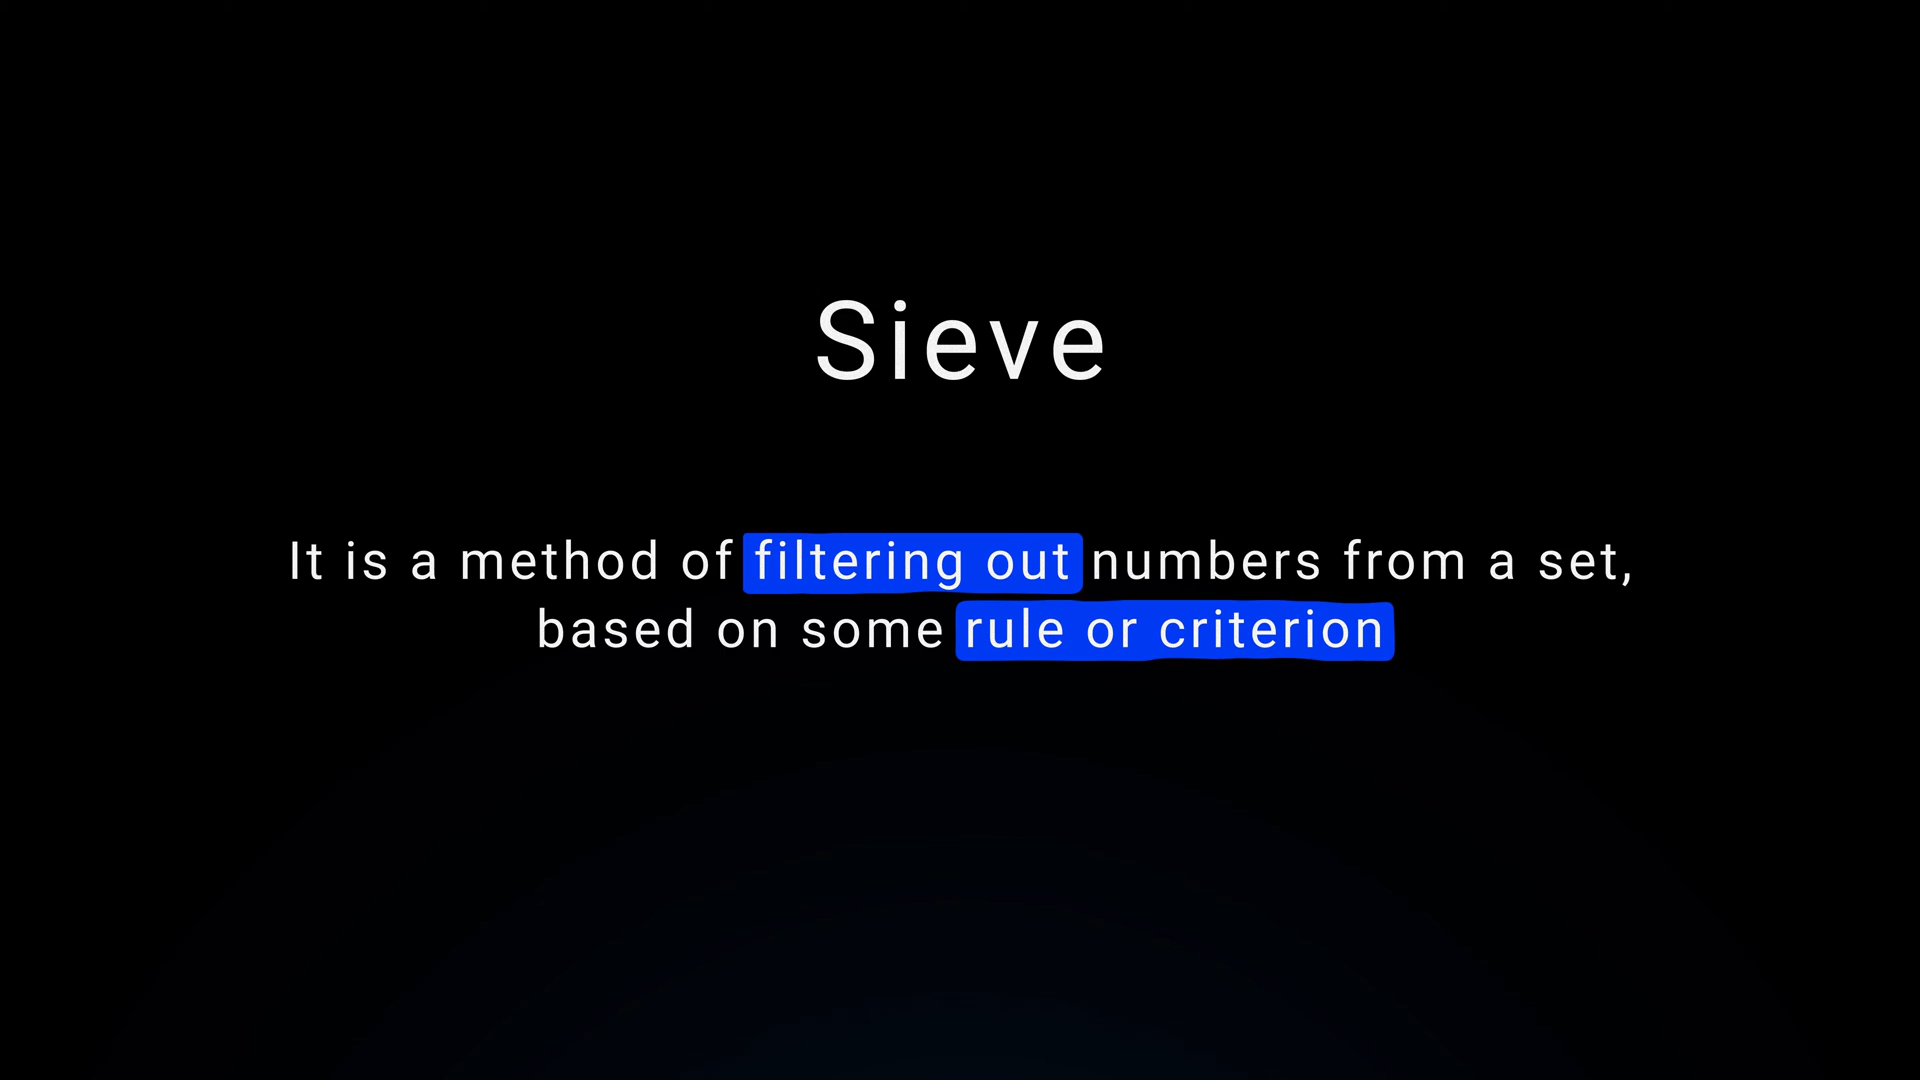 Sieve
It is a method of filtering out numbers from a set,
based on some rule or criterion